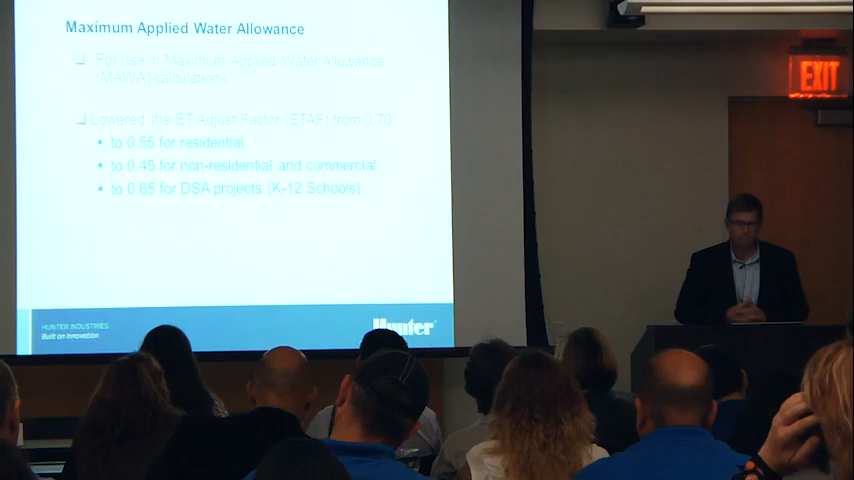 Maximum Applied Water Allowance
❑ For use in Maximum Applied Water Allowance
(MAWA) calculations
❑ Lowered the ET Adjust Factor (ETAF) from 0.70:
• to 0.55 for residential
• to 0.45 for non-residential and commercial
• to 0.65 for DSA projects (K-12 Schools)
HUNTER INDUSTRIES
Built on Innovation
Hunter®
EXIT